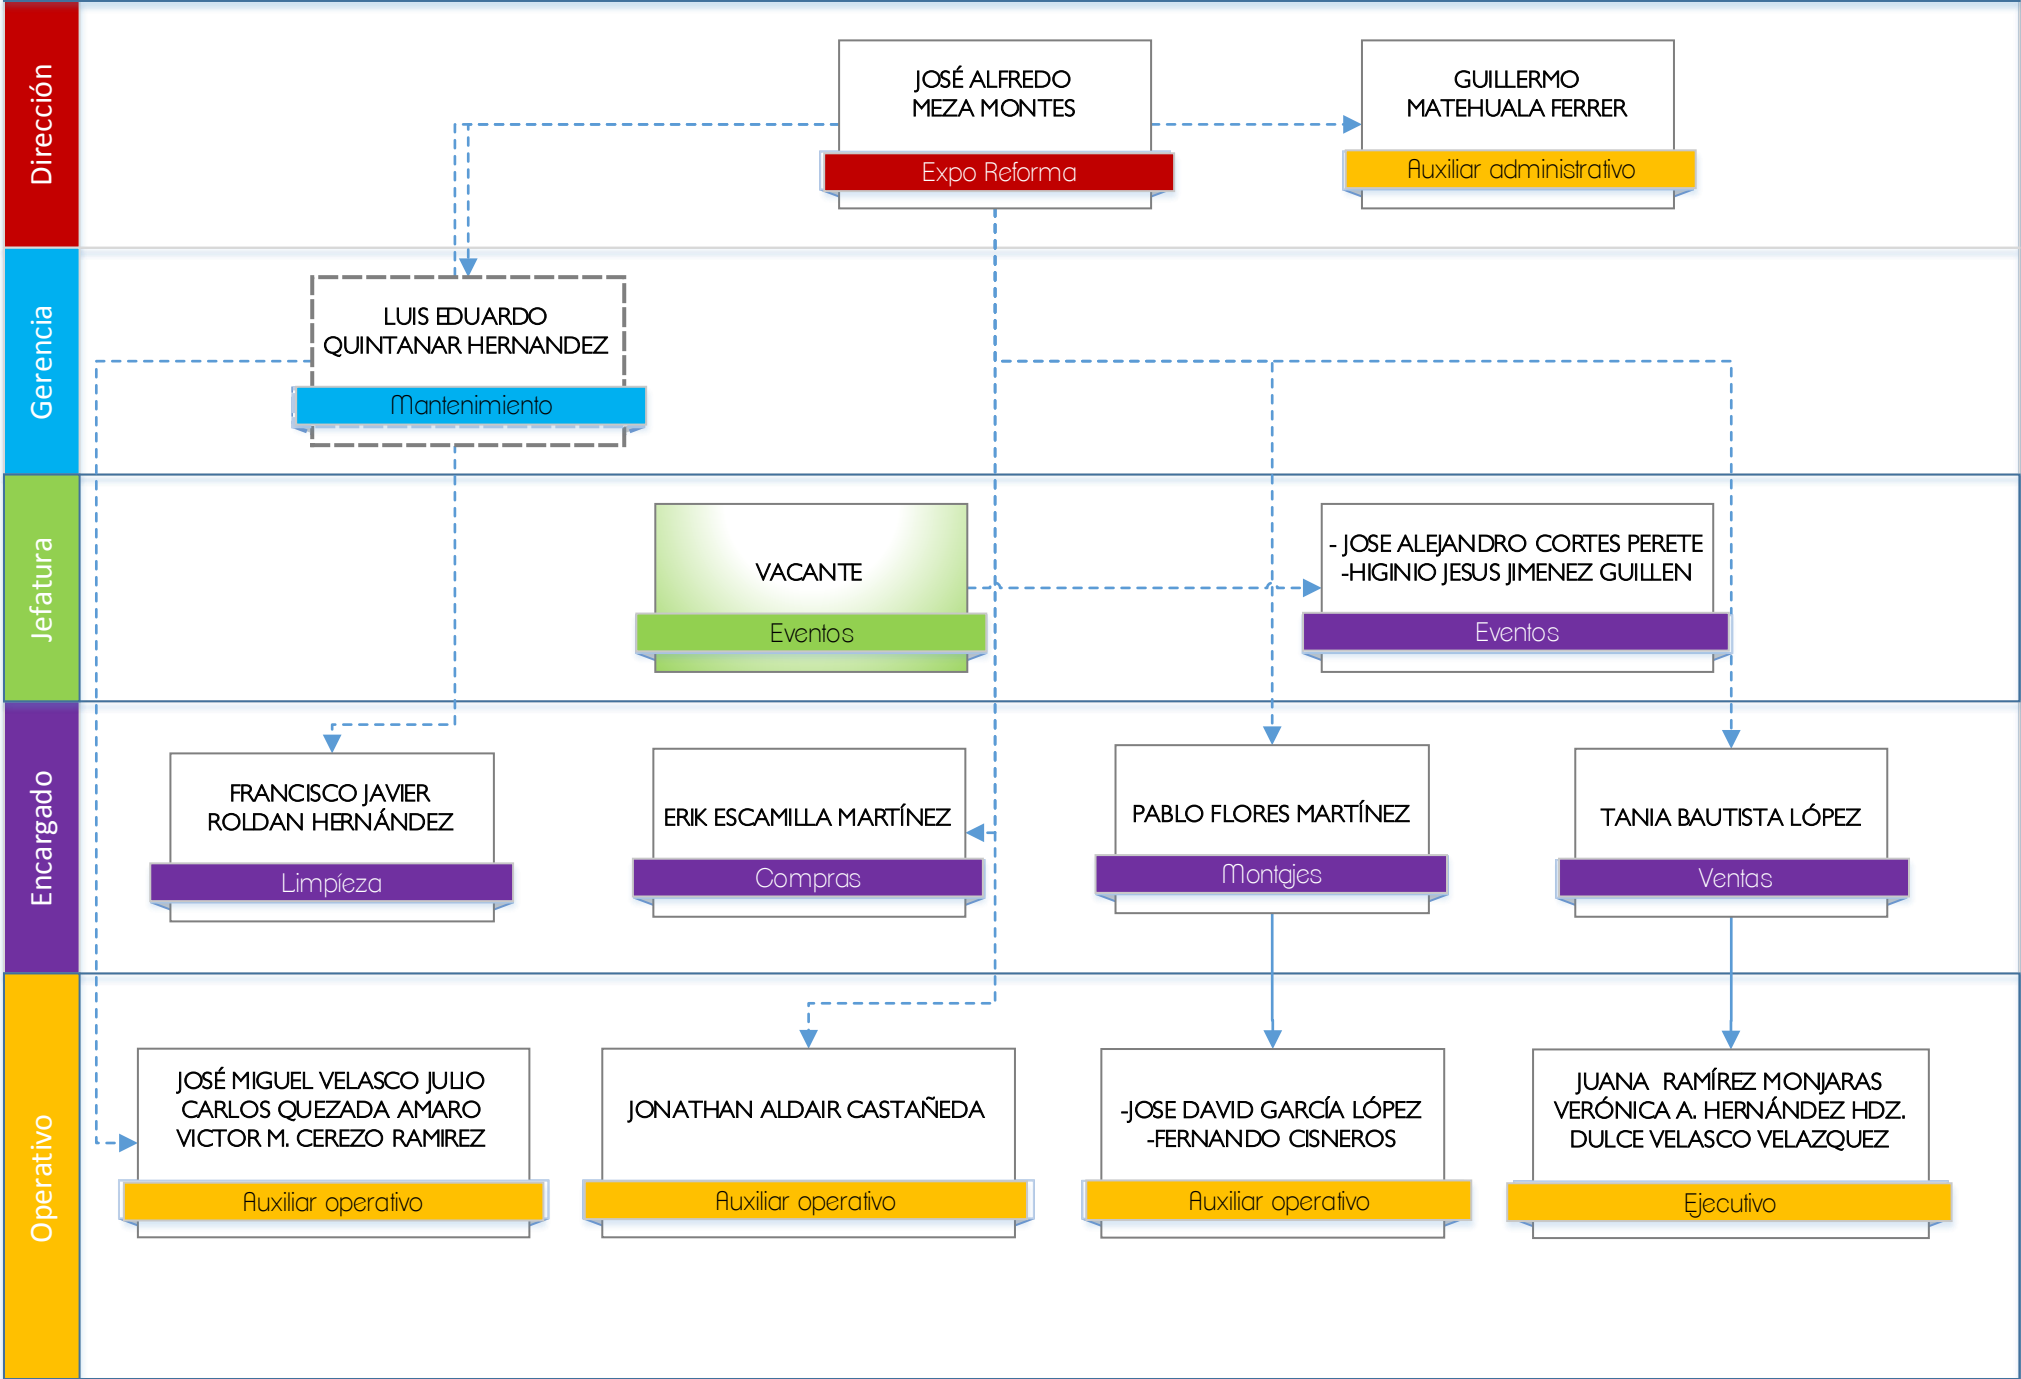 Dirección
JOSÉ ALFREDO
MEZA MONTES
Expo Reforma
GUILLERMO
MATEHUALA FERRER
Auxiliar administrativo
Gerencia
LUIS EDUARDO
QUINTANAR HERNANDEZ
Mantenimiento
Jefatura
VACANTE
Eventos
- JOSE ALEJANDRO CORTES PERETE
-HIGINIO JESUS JIMENEZ GUILLEN
Eventos
Encargado
FRANCISCO JAVIER
ROLDAN HERNÁNDEZ
Limpíeza
ERIK ESCAMILLA MARTÍNEZ
Compras
PABLO FLORES MARTÍNEZ
Montajes
TANIA BAUTISTA LÓPEZ
Ventas
Operativo
JOSÉ MIGUEL VELASCO JULIO
CARLOS QUEZADA AMARO
VICTOR M. CEREZO RAMIREZ
Auxiliar operativo
JONATHAN ALDAIR CASTAÑEDA
Auxiliar operativo
-JOSE DAVID GARCÍA LÓPEZ
-FERNANDO CISNEROS
Auxiliar operativo
JUANA  RAMÍREZ MONJARAS
VERÓNICA A. HERNÁNDEZ HDZ.
DULCE VELASCO VELAZQUEZ
Ejecutivo